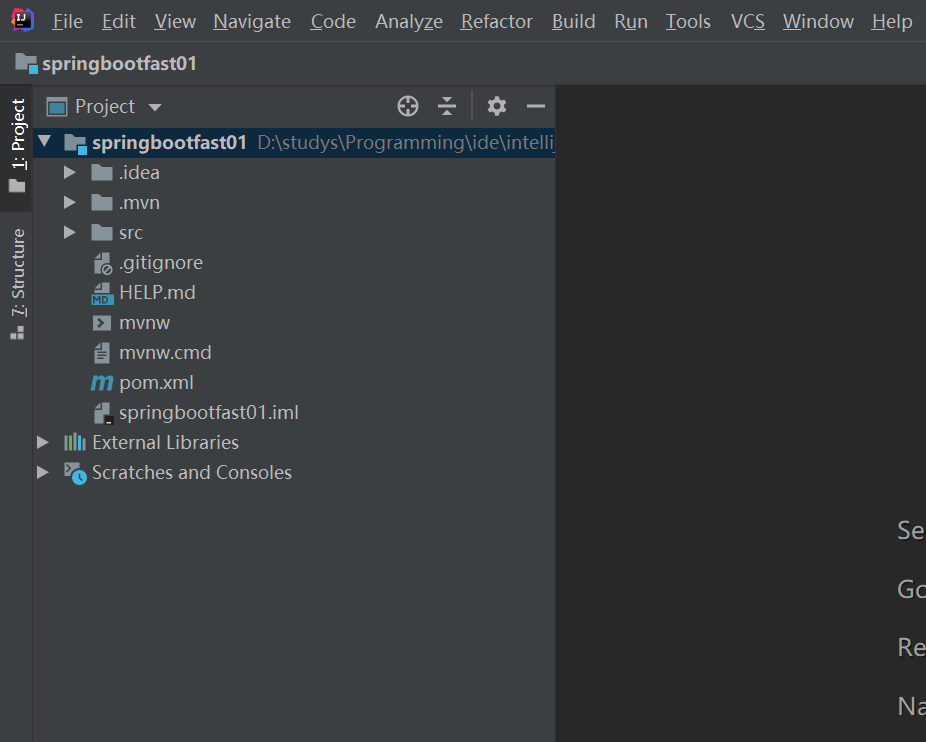 File Edit View Navigate Code Analyze Refactor Build Run Tools VCS Window Help
springbootfast01
1: Project
Project
springbootfast01 D:\studys\Programming\ide\intellij
.idea
.mvn
src
7: Structure
.gitignore
HELP.md
mvnw
mvnw.cmd
pom.xml
springbootfast01.iml
External Libraries
Scratches and Consoles
Se
Go
Re
Na